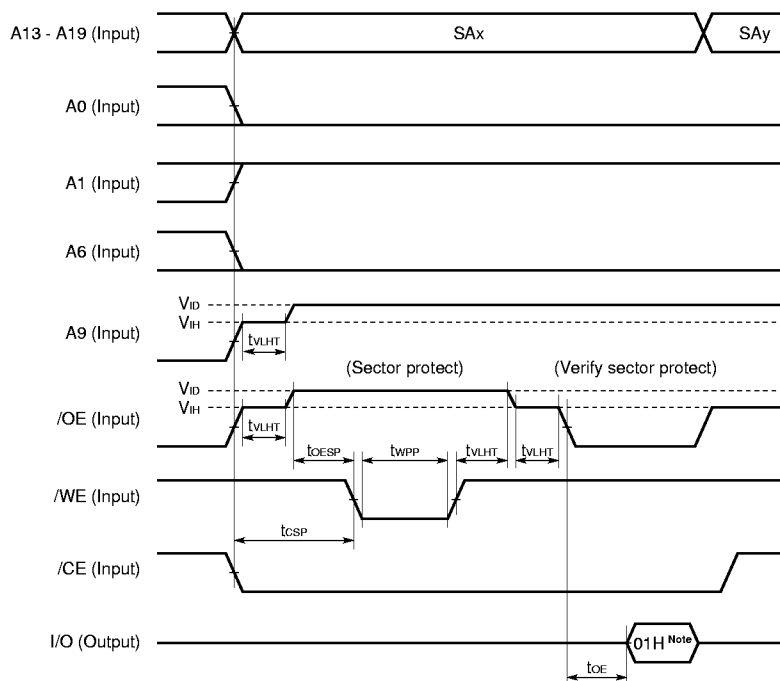 A13 - A19 (Input)
SAx
SAy
A0 (Input)
A1 (Input)
A6 (Input)
VID
VIH
A9 (Input)
tVLHT
(Sector protect)
(Verify sector protect)
VID
VIH
/OE (Input)
tVLHT
tOESP
tWPP
tVLHT
tVLHT
/WE (Input)
tCSP
/CE (Input)
I/O (Output)
01H Note
tOE